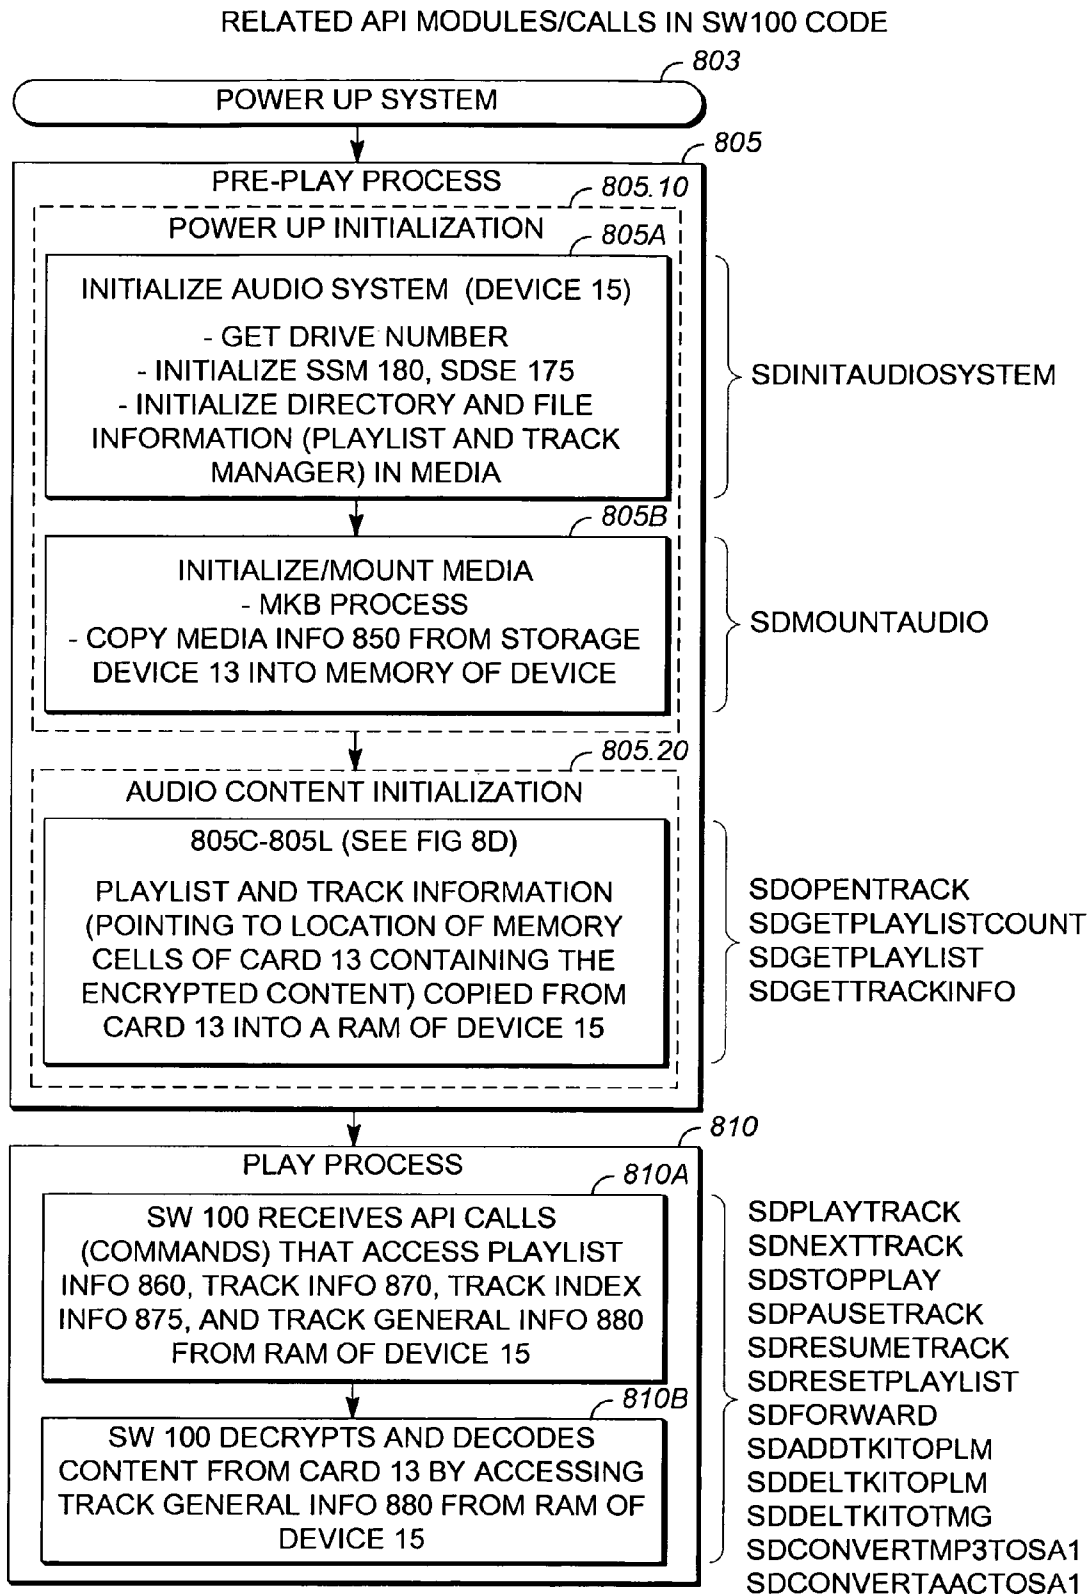 RELATED API MODULES/CALLS IN SW100 CODE
803
POWER UP SYSTEM
805
PRE-PLAY PROCESS
805.10
POWER UP INITIALIZATION
805A
INITIALIZE AUDIO SYSTEM (DEVICE 15)
- GET DRIVE NUMBER
- INITIALIZE SSM 180, SDSE 175
- INITIALIZE DIRECTORY AND FILE
INFORMATION (PLAYLIST AND TRACK
MANAGER) IN MEDIA
SDINITAUDIOSYSTEM
805B
INITIALIZE/MOUNT MEDIA
- MKB PROCESS
- COPY MEDIA INFO 850 FROM STORAGE
DEVICE 13 INTO MEMORY OF DEVICE
SDMOUNTAUDIO
805.20
AUDIO CONTENT INITIALIZATION
805C-805L (SEE FIG 8D)
PLAYLIST AND TRACK INFORMATION
(POINTING TO LOCATION OF MEMORY
CELLS OF CARD 13 CONTAINING THE
ENCRYPTED CONTENT) COPIED FROM
CARD 13 INTO A RAM OF DEVICE 15
SDOPENTRACK
SDGETPLAYLISTCOUNT
SDGETPLAYLIST
SDGETTRACKINFO
810
PLAY PROCESS
810A
SW 100 RECEIVES API CALLS
(COMMANDS) THAT ACCESS PLAYLIST
INFO 860, TRACK INFO 870, TRACK INDEX
INFO 875, AND TRACK GENERAL INFO 880
FROM RAM OF DEVICE 15
810B
SW 100 DECRYPTS AND DECODES
CONTENT FROM CARD 13 BY ACCESSING
TRACK GENERAL INFO 880 FROM RAM OF
DEVICE 15
SDPLAYTRACK
SDNEXTTRACK
SDSTOPPLAY
SDPAUSETRACK
SDRESUMETRACK
SDRESETPLAYLIST
SDFORWARD
SDADDTKITOPLM
SDDELTKITOPLM
SDDELTKITOTMG
SDCONVERTMP3TOSA1
SDCONVERTAACTOSA1